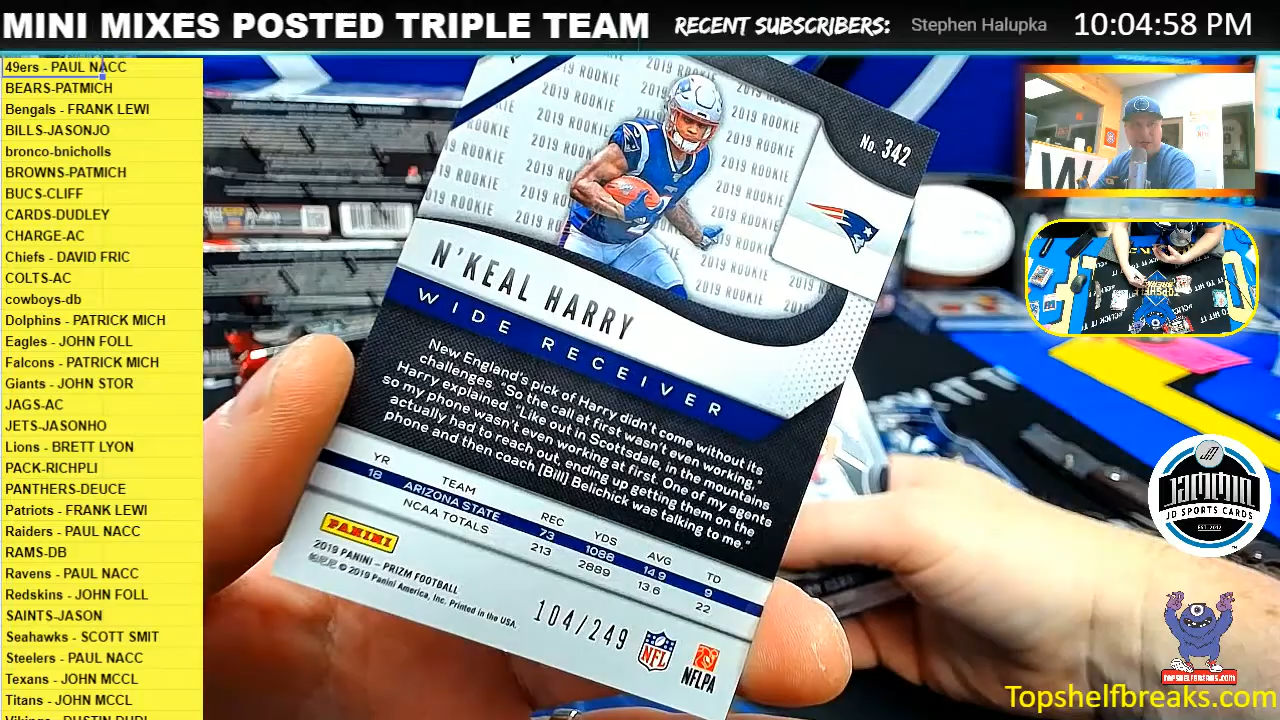 MINI MIXES POSTED TRIPLE TEAM
RECENT SUBSCRIBERS: Stephen Halupka
10:04:58 PM
49ers - PAUL NACC
BEARS-PATMICH
Bengals - FRANK LEWI
BILLS-JASONJO
bronco-bnicholls
BROWNS-PATMICH
BUCS-CLIFF
CARDS-DUDLEY
CHARGE-AC
Chiefs - DAVID FRIC
COLTS-AC
cowboys-db
Dolphins - PATRICK MICH
Eagles - JOHN FOLL
Falcons - PATRICK MICH
Giants - JOHN STOR
JAGS-AC
JETS-JASONHO
Lions - BRETT LYON
PACK-RICHPLI
PANTHERS-DEUCE
Patriots - FRANK LEWI
Raiders - PAUL NACC
RAMS-DB
Ravens - PAUL NACC
Redskins - JOHN FOLL
SAINTS-JASON
Seahawks - SCOTT SMIT
Steelers - PAUL NACC
Texans - JOHN MCCL
Titans - JOHN MCCL
2019 ROOKIE
No. 342
N'KEAL HARRY
WIDE RECEIVER
New England's pick of Harry didn't come without its
challenges. "So the call at first wasn't even working,"
Harry explained. "Like out in Scottsdale, in the mountains
so my phone wasn't even working at first. One of my agents
actually had to reach out, ending up getting them on the
phone and then coach [Bill] Belichick was talking to me."
YR TEAM REC YDS AVG TD
18 ARIZONA STATE 73 1088 14.9 9
NCAA TOTALS 213 2889 13.6 22
PANINI
2019 PANINI – PRIZM FOOTBALL
© 2019 Panini America, Inc. Printed in the USA.
104/249
NFL
NFLPA
W
JAMMIN
JD SPORTS CARDS
EST. 2012
TOPSHELFBREAKS.COM
Topshelfbreaks.com